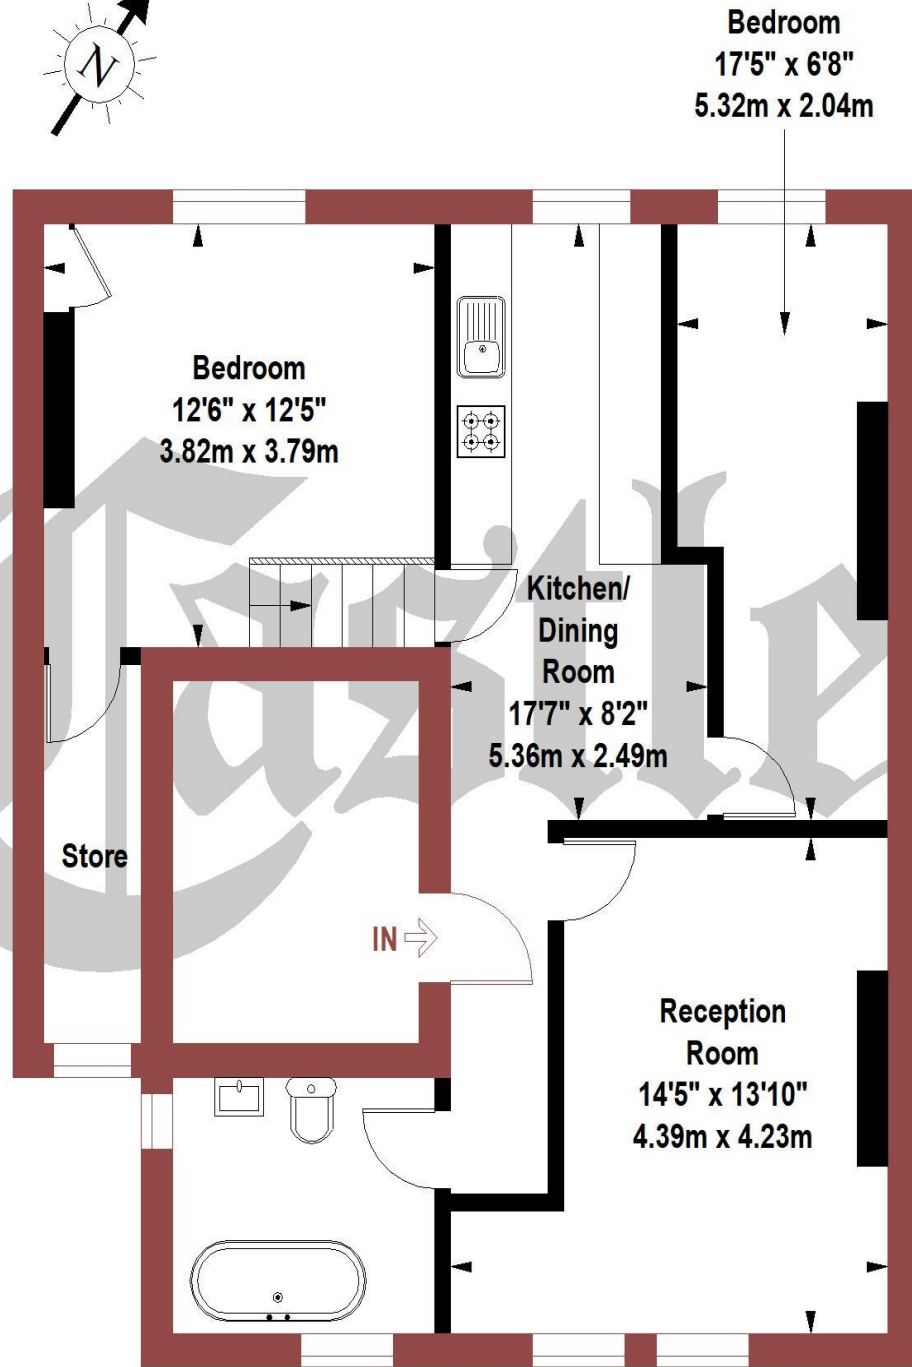 N
Bedroom
17'5" x 6'8"
5.32m x 2.04m
Bedroom
12'6" x 12'5"
3.82m x 3.79m
Kitchen/
Dining
Room
17'7" x 8'2"
5.36m x 2.49m
Store
IN
Reception
Room
14'5" x 13'10"
4.39m x 4.23m
Castle